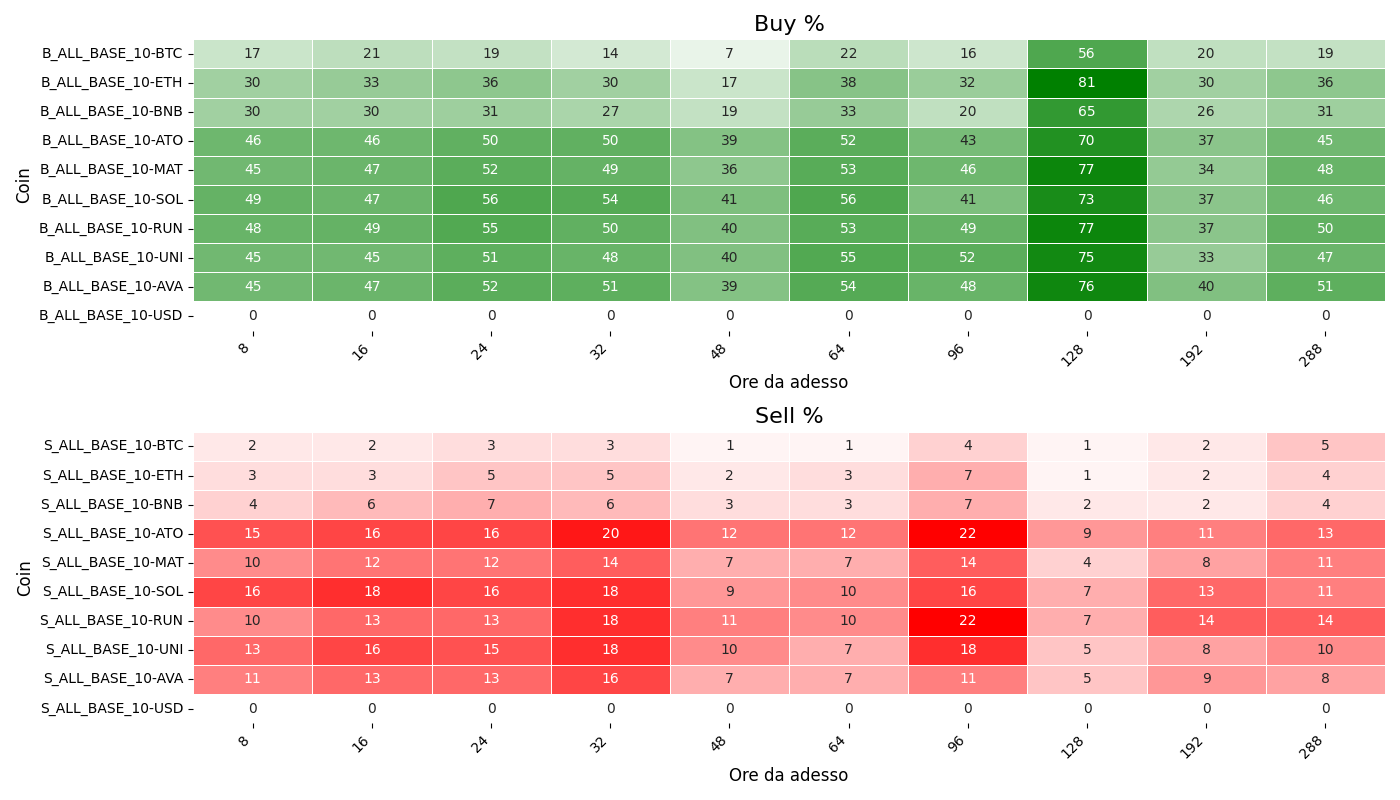 Buy %
Coin
B_ALL_BASE_10-BTC 17 21 19 14 7 22 16 56 20 19
B_ALL_BASE_10-ETH 30 33 36 30 17 38 32 81 30 36
B_ALL_BASE_10-BNB 30 30 31 27 19 33 20 65 26 31
B_ALL_BASE_10-ATO 46 46 50 50 39 52 43 70 37 45
B_ALL_BASE_10-MAT 45 47 52 49 36 53 46 77 34 48
B_ALL_BASE_10-SOL 49 47 56 54 41 56 41 73 37 46
B_ALL_BASE_10-RUN 48 49 55 50 40 53 49 77 37 50
B_ALL_BASE_10-UNI 45 45 51 48 40 55 52 75 33 47
B_ALL_BASE_10-AVA 45 47 52 51 39 54 48 76 40 51
B_ALL_BASE_10-USD 0 0 0 0 0 0 0 0 0 0
8 16 24 32 48 64 96 128 192 288
Ore da adesso
Sell %
Coin
S_ALL_BASE_10-BTC 2 2 3 3 1 1 4 1 2 5
S_ALL_BASE_10-ETH 3 3 5 5 2 3 7 1 2 4
S_ALL_BASE_10-BNB 4 6 7 6 3 3 7 2 2 4
S_ALL_BASE_10-ATO 15 16 16 20 12 12 22 9 11 13
S_ALL_BASE_10-MAT 10 12 12 14 7 7 14 4 8 11
S_ALL_BASE_10-SOL 16 18 16 18 9 10 16 7 13 11
S_ALL_BASE_10-RUN 10 13 13 18 11 10 22 7 14 14
S_ALL_BASE_10-UNI 13 16 15 18 10 7 18 5 8 10
S_ALL_BASE_10-AVA 11 13 13 16 7 7 11 5 9 8
S_ALL_BASE_10-USD 0 0 0 0 0 0 0 0 0 0
8 16 24 32 48 64 96 128 192 288
Ore da adesso